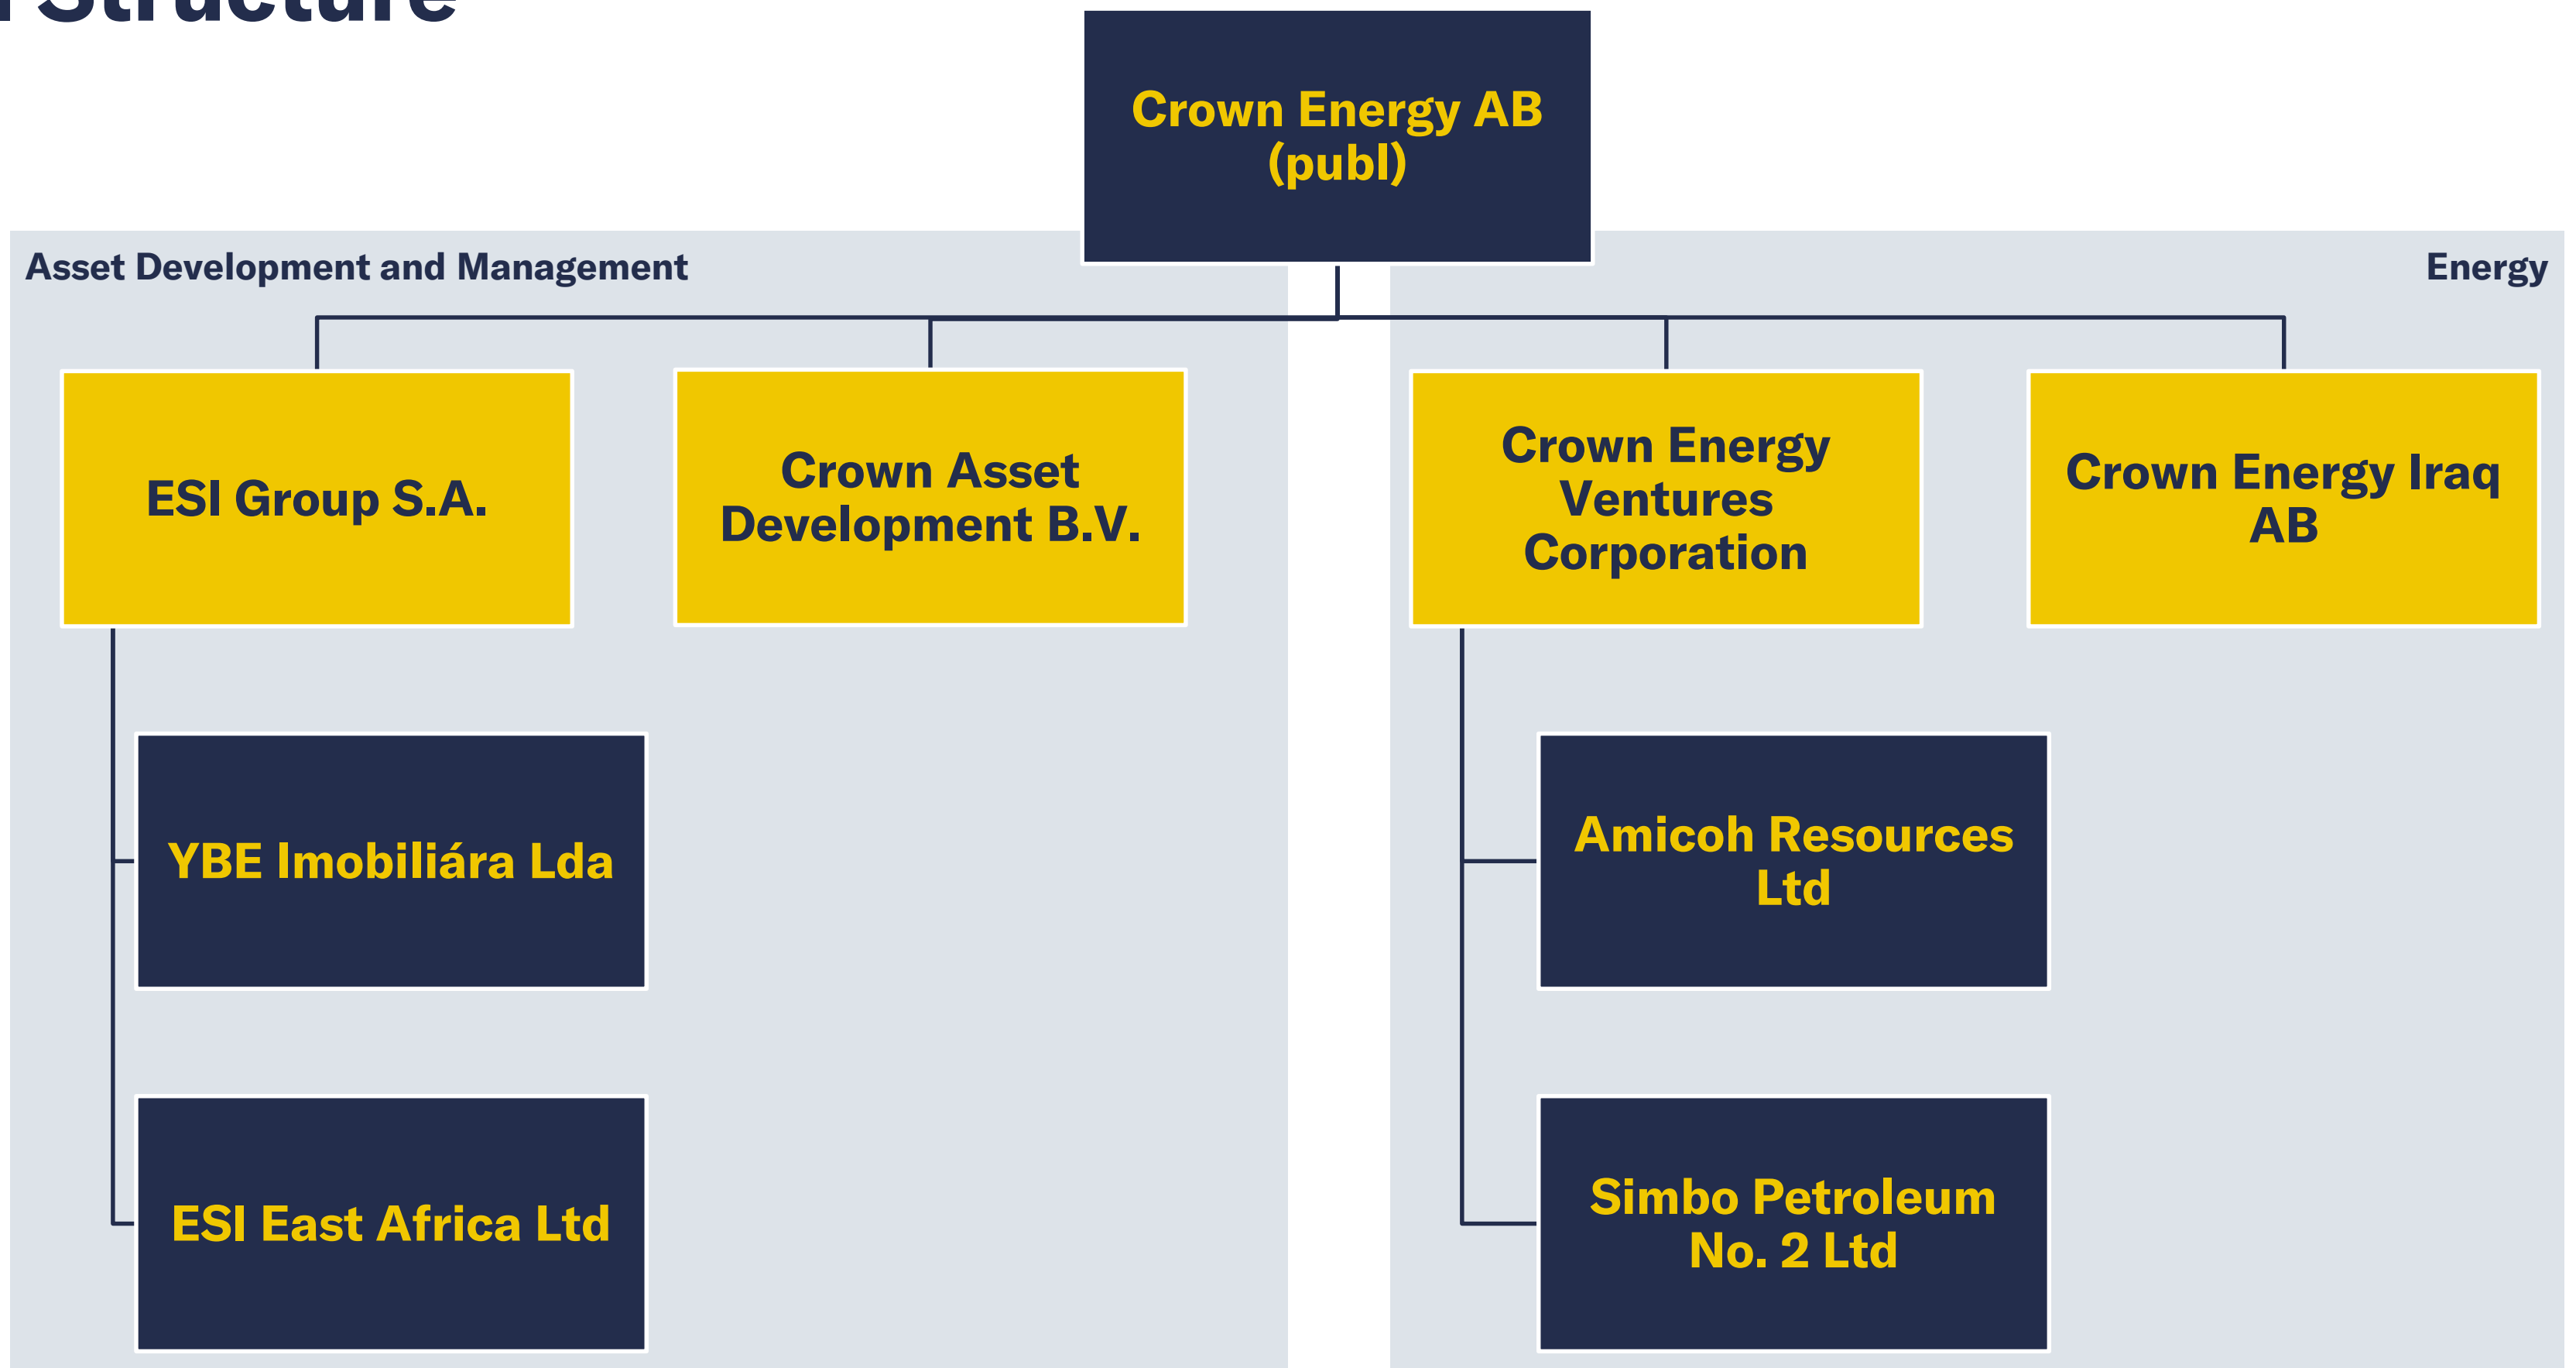 Structure
Crown Energy AB
(publ)
Asset Development and Management
Energy
ESI Group S.A.
Crown Asset
Development B.V.
Crown Energy
Ventures
Corporation
Crown Energy Iraq
AB
YBE Imobiliára Lda
Amicoh Resources
Ltd
ESI East Africa Ltd
Simbo Petroleum
No. 2 Ltd